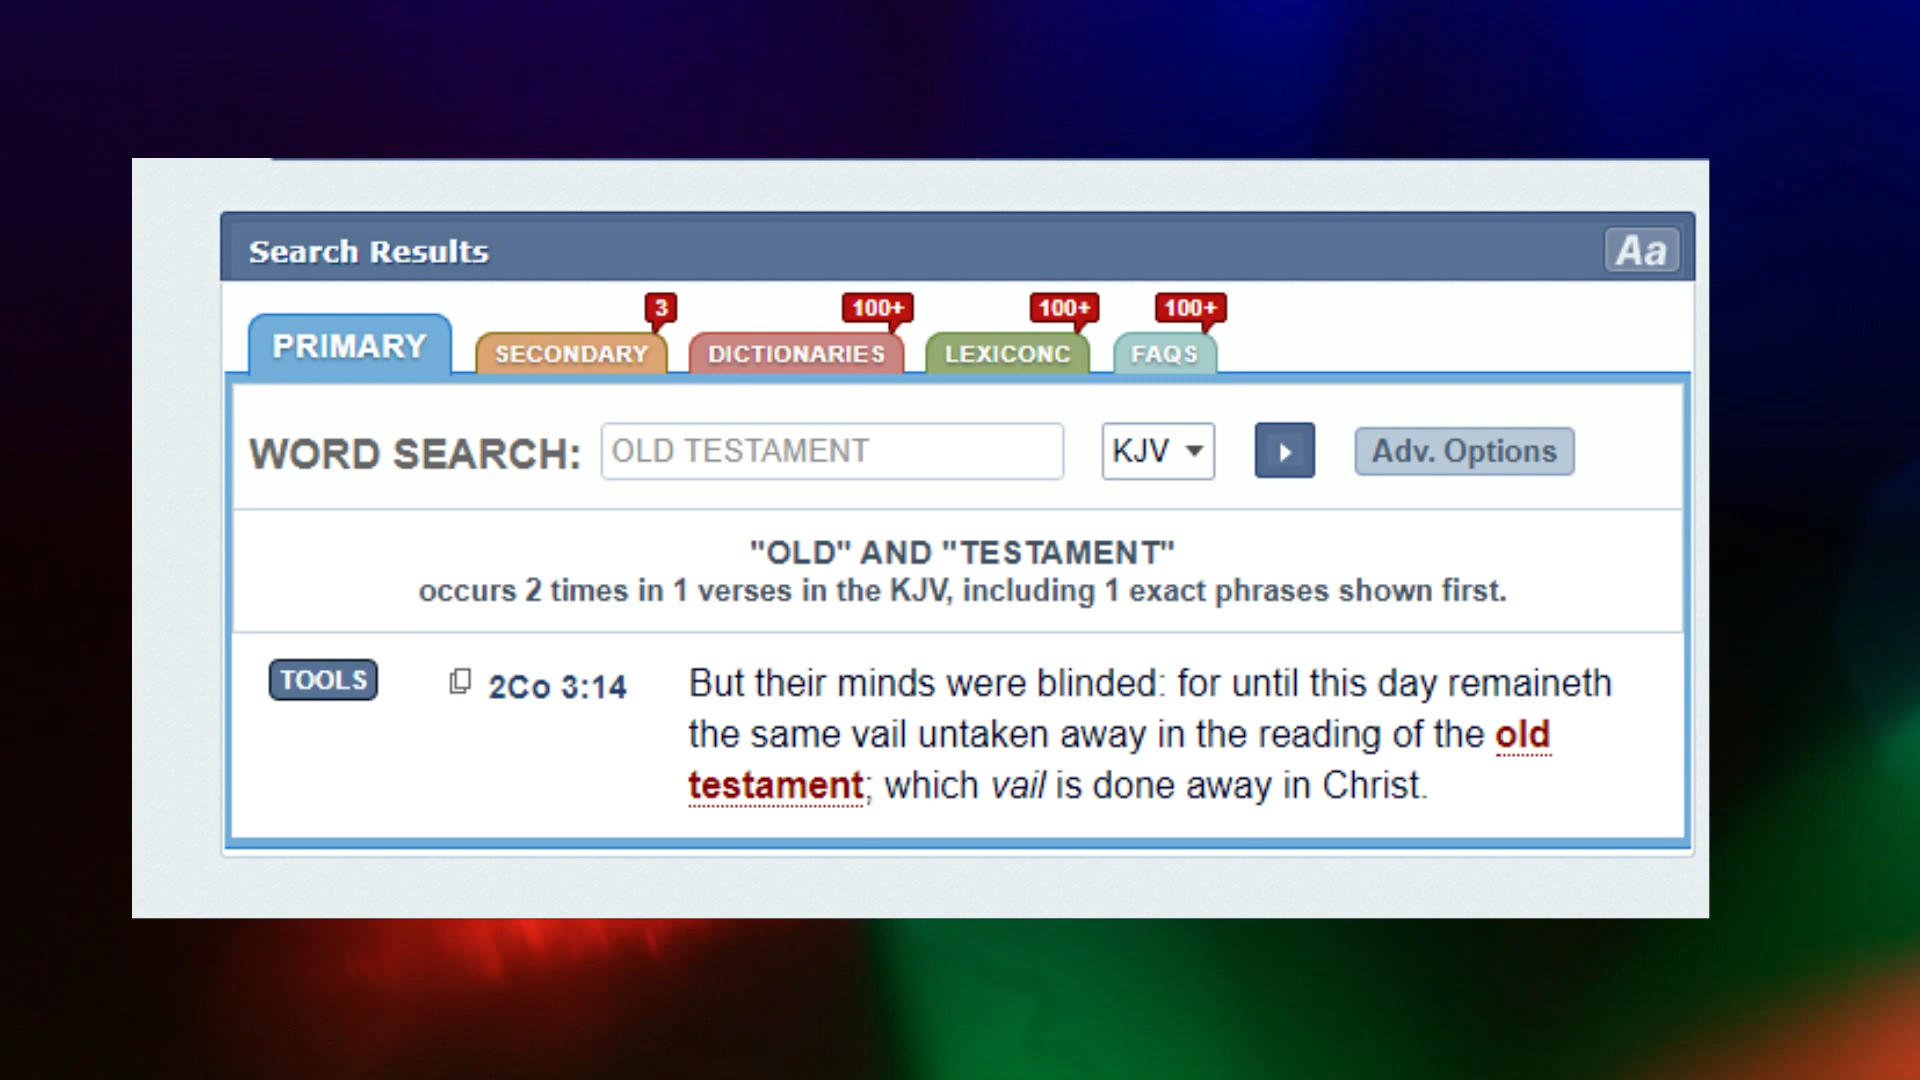 Search Results
Aa
3
100+
100+
100+
PRIMARY
SECONDARY
DICTIONARIES
LEXICONC
FAQS
WORD SEARCH:
OLD TESTAMENT
KJV
Adv. Options
"OLD" AND "TESTAMENT"
occurs 2 times in 1 verses in the KJV, including 1 exact phrases shown first.
TOOLS
2Co 3:14
But their minds were blinded: for until this day remaineth
the same vail untaken away in the reading of the old
testament; which vail is done away in Christ.